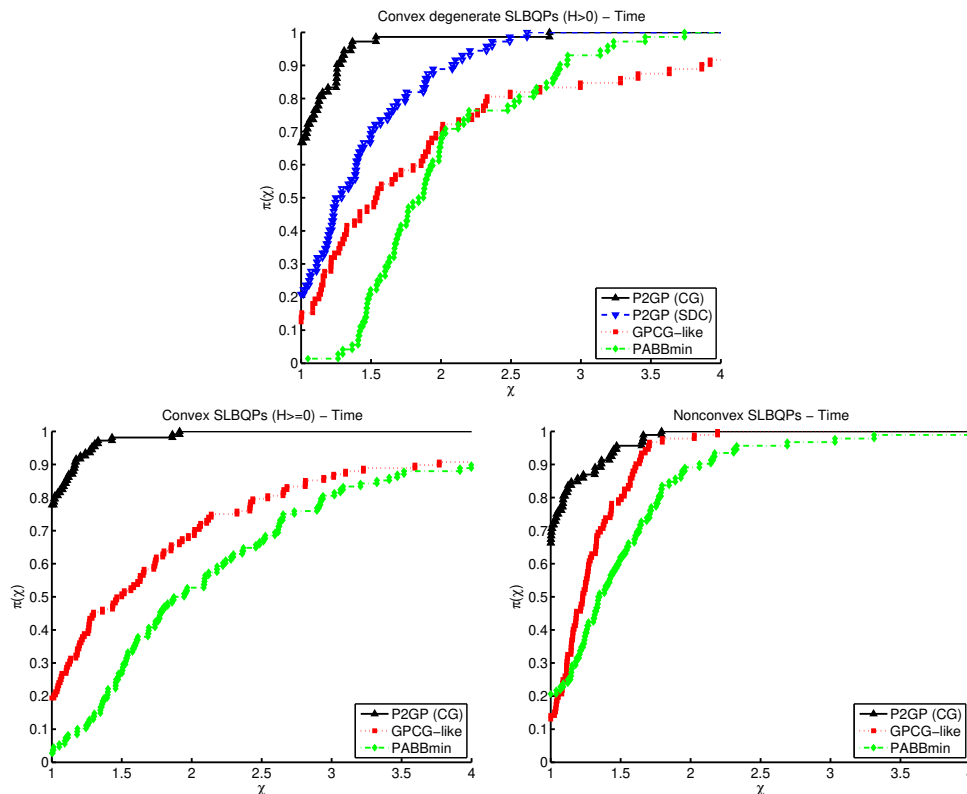 Convex degenerate SLBQPs (H>0) − Time
1
0.9
0.8
0.7
0.6
0.5
0.4
0.3
0.2
0.1
0
π(χ)
1 1.5 2 2.5 3 3.5 4
χ
P2GP (CG)
P2GP (SDC)
GPCG−like
PABBmin
Convex SLBQPs (H>=0) − Time
1
0.9
0.8
0.7
0.6
0.5
0.4
0.3
0.2
0.1
0
π(χ)
1 1.5 2 2.5 3 3.5 4
χ
P2GP (CG)
GPCG−like
PABBmin
Nonconvex SLBQPs − Time
1
0.9
0.8
0.7
0.6
0.5
0.4
0.3
0.2
0.1
0
π(χ)
1 1.5 2 2.5 3 3.5 4
χ
P2GP (CG)
GPCG−like
PABBmin